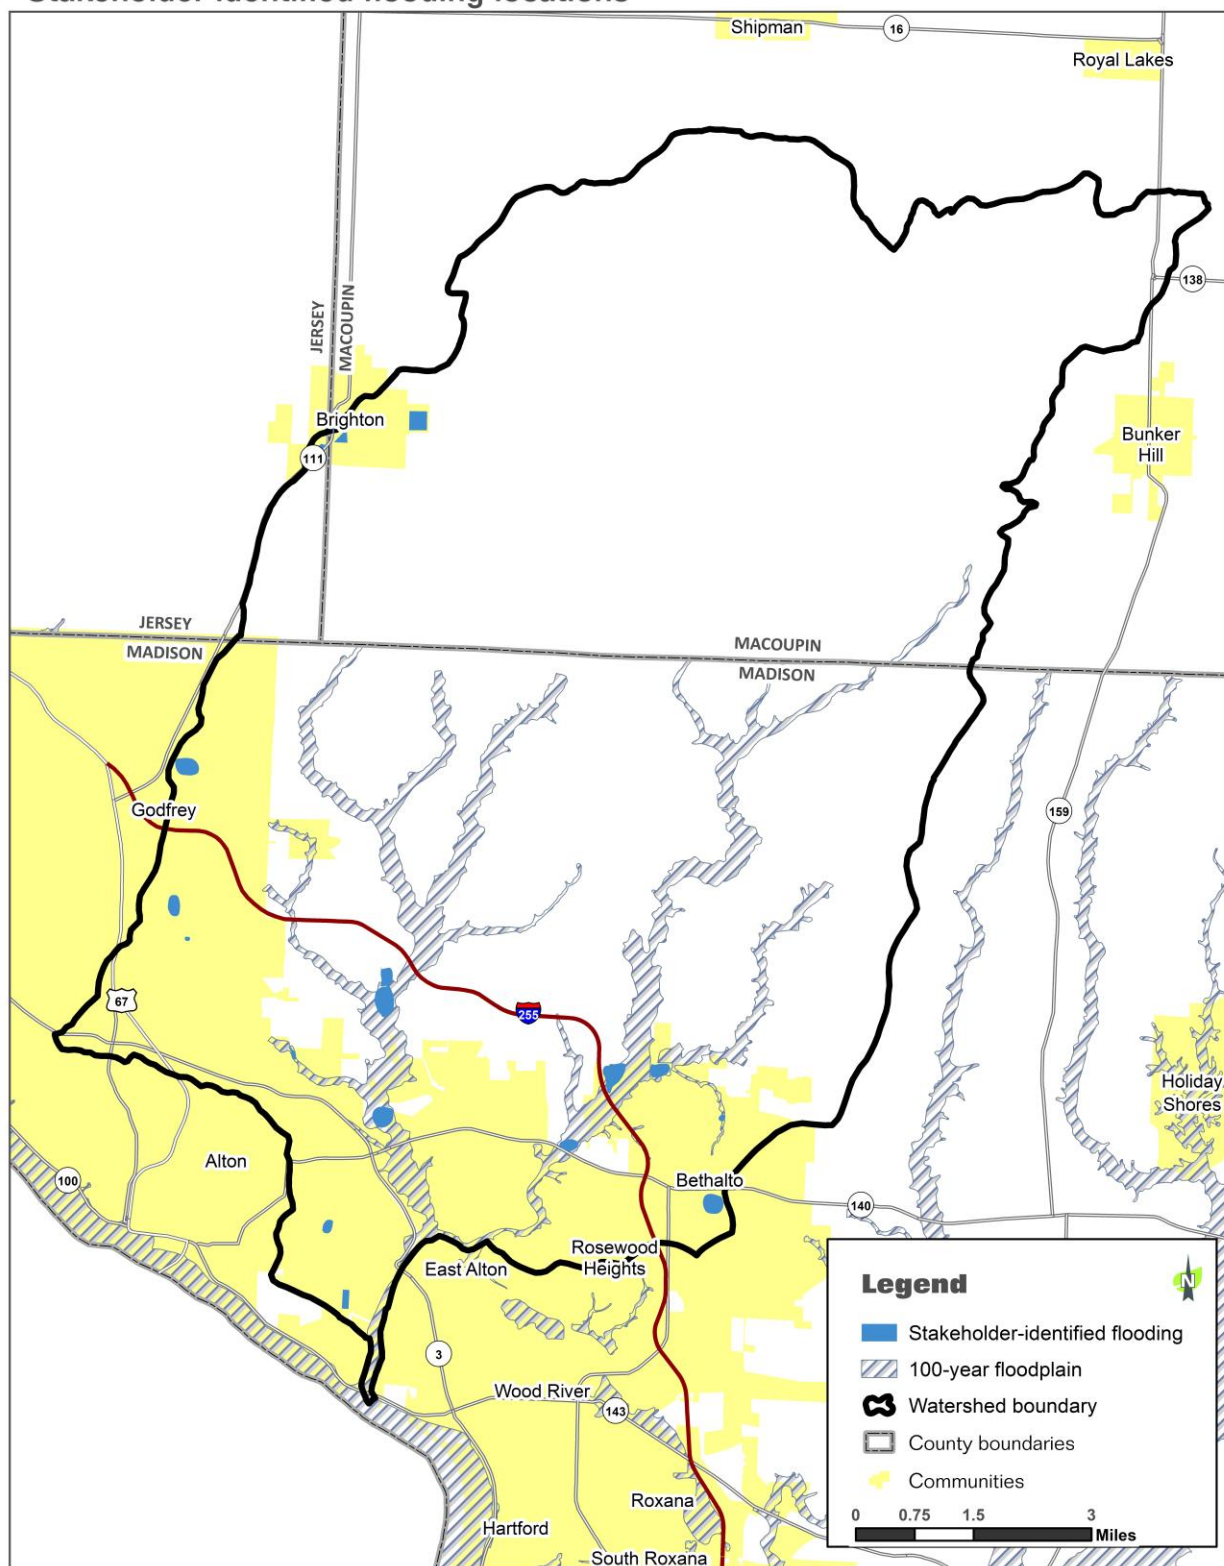 Stakeholder-identified flooding locations
Shipman
16
Royal Lakes
138
JERSEY
MACOUPIN
Brighton
111
Bunker
Hill
JERSEY
MADISON
MACOUPIN
MADISON
159
Godfrey
67
255
Holiday
Shores
Alton
100
Bethalto
140
Rosewood
Heights
East Alton
3
Wood River
143
Roxana
Hartford
South Roxana
Legend
N
Stakeholder-identified flooding
100-year floodplain
Watershed boundary
County boundaries
Communities
0 0.75 1.5 3
Miles